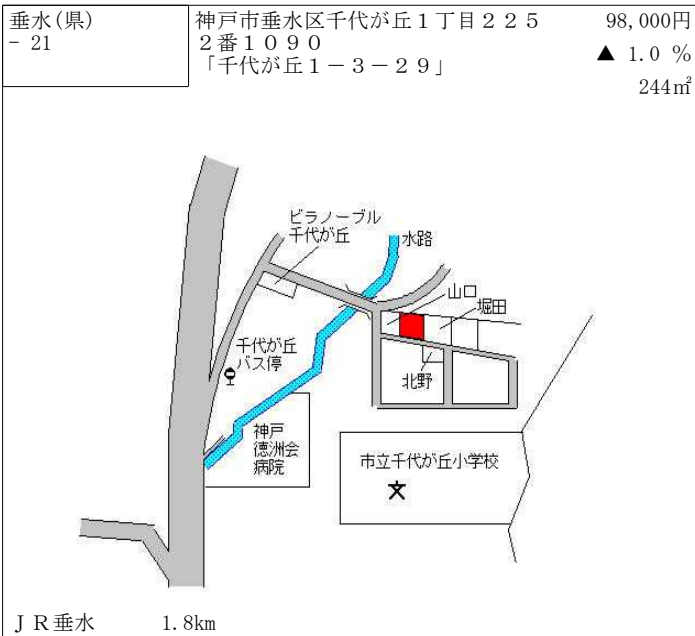 垂水(県)
- 21
神戸市垂水区千代が丘１丁目２２５
２番１０９０
「千代が丘１－３－２９」
98,000円
▲ 1.0 %
244㎡
ビラノーブル
千代が丘
水路
山口
堀田
千代が丘
バス停
北野
神戸
徳洲会
病院
市立千代が丘小学校
文
ＪＲ垂水 1.8km